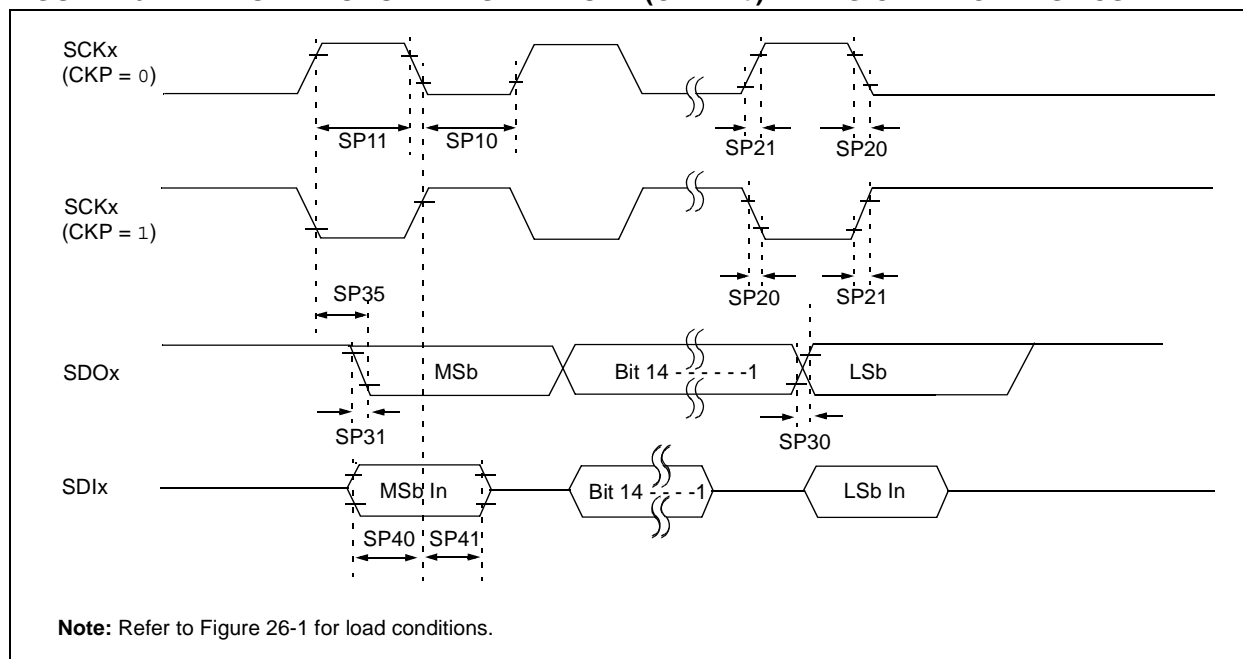 SCKx
(CKP = 0)
SP11
SP10
SP21
SP20
SCKx
(CKP = 1)
SP35
SP20
SP21
SDOx
MSb
Bit 14 - - - - - -1
LSb
SP31
SP30
SDIx
MSb In
Bit 14 - - - - -1
LSb In
SP40
SP41
Note: Refer to Figure 26-1 for load conditions.